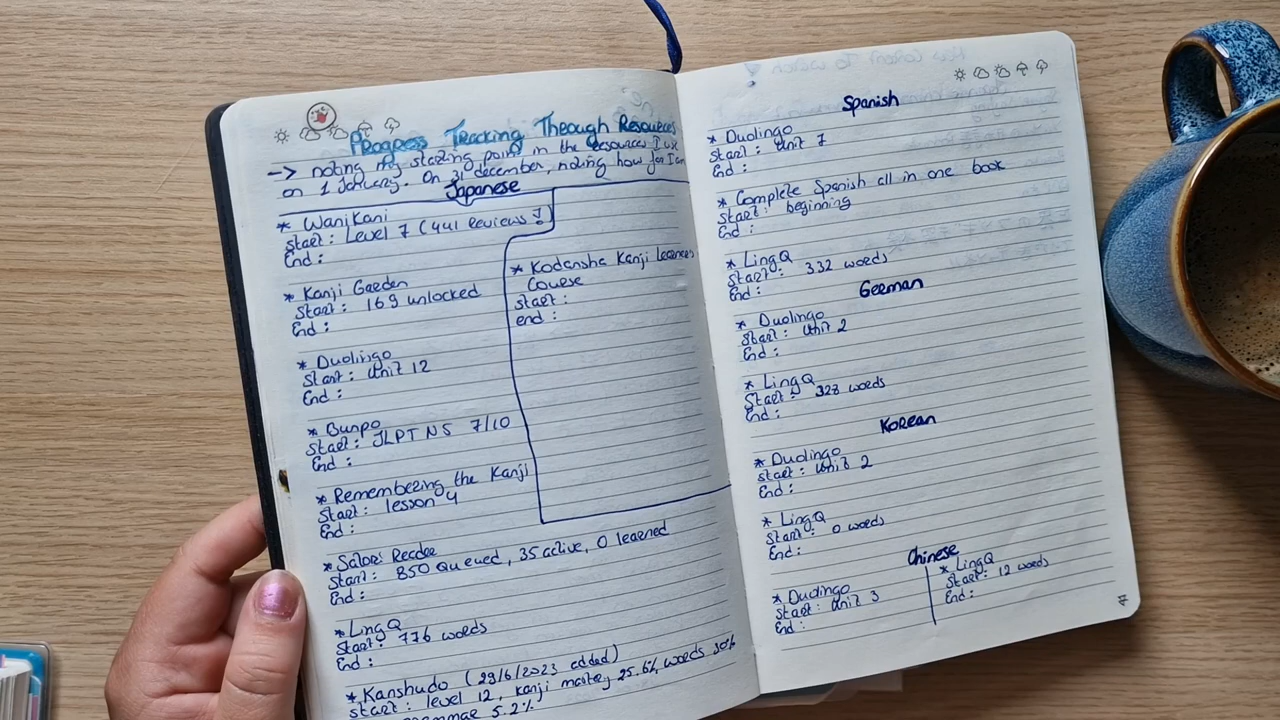 Progress Tracking Through Resources
-> noting my starting point in the resources I use
on 1 January. On 31 december, noting how far I am
Japanese
* WaniKani
start: Level 7 (441 reviews!)
End:
* Kanji Garden
Start: 169 unlocked
End:
* Duolingo
Start: Unit 12
End:
* Bunpo
Start: JLPT N5 7/10
End:
* Remembering the Kanji
Start: lesson 4
End:
* Kodansha Kanji Learners
Course
start:
end:
* Satori Reader
Start: 850 Queued, 35 active, 0 learned
End:
* LingQ
Start: 776 words
End:
* Kanshudo (29/6/2023 added)
start: level 12, kanji mastery 25.6%, words 30%
5.2%
Spanish
* Duolingo
Start: Unit 7
End:
* Complete Spanish all in one book
start: beginning
End:
* LingQ
Start: 332 words
End:
German
* Duolingo
Start: Unit 2
End:
* LingQ
Start: 328 words
End:
Korean
* Duolingo
start: Unit 2
End:
* LingQ
Start: 0 words
End:
Chinese
* Duolingo
Start: Unit 3
End:
* LingQ
Start: 12 words
End: